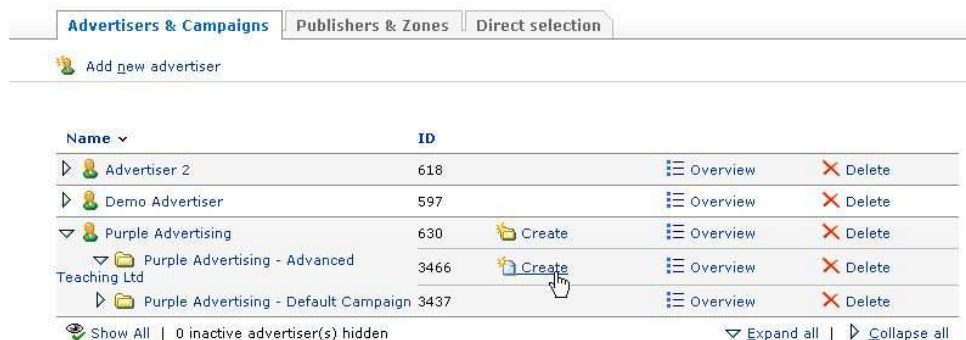 Advertisers & Campaigns Publishers & Zones Direct selection
Add new advertiser
Name ID
Advertiser 2 618 Overview Delete
Demo Advertiser 597 Overview Delete
Purple Advertising 630 Create Overview Delete
Purple Advertising - Advanced
Teaching Ltd 3466 Create Overview Delete
Purple Advertising - Default Campaign 3437 Overview Delete
Show All | 0 inactive advertiser(s) hidden Expand all | Collapse all